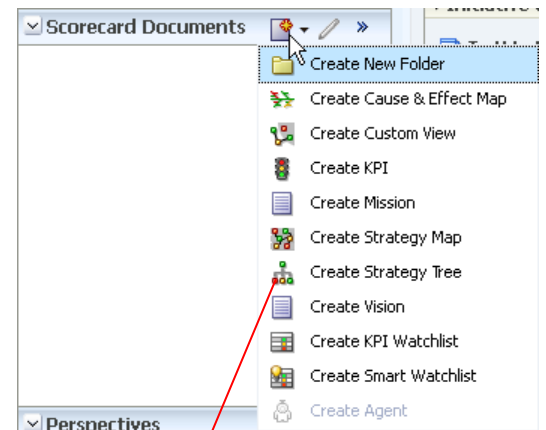 Scorecard Documents
Create New Folder
Create Cause & Effect Map
Create Custom View
Create KPI
Create Mission
Create Strategy Map
Create Strategy Tree
Create Vision
Create KPI Watchlist
Create Smart Watchlist
Create Agent
Perspectives